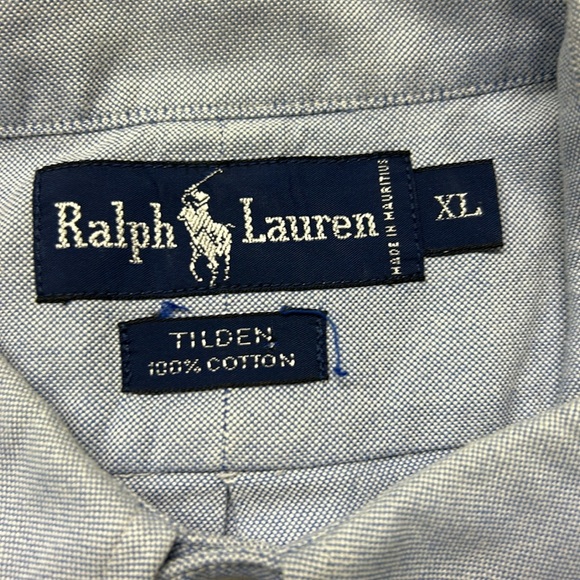 Ralph Lauren
MADE IN MAURITIUS
XL
TILDEN
100% COTTON